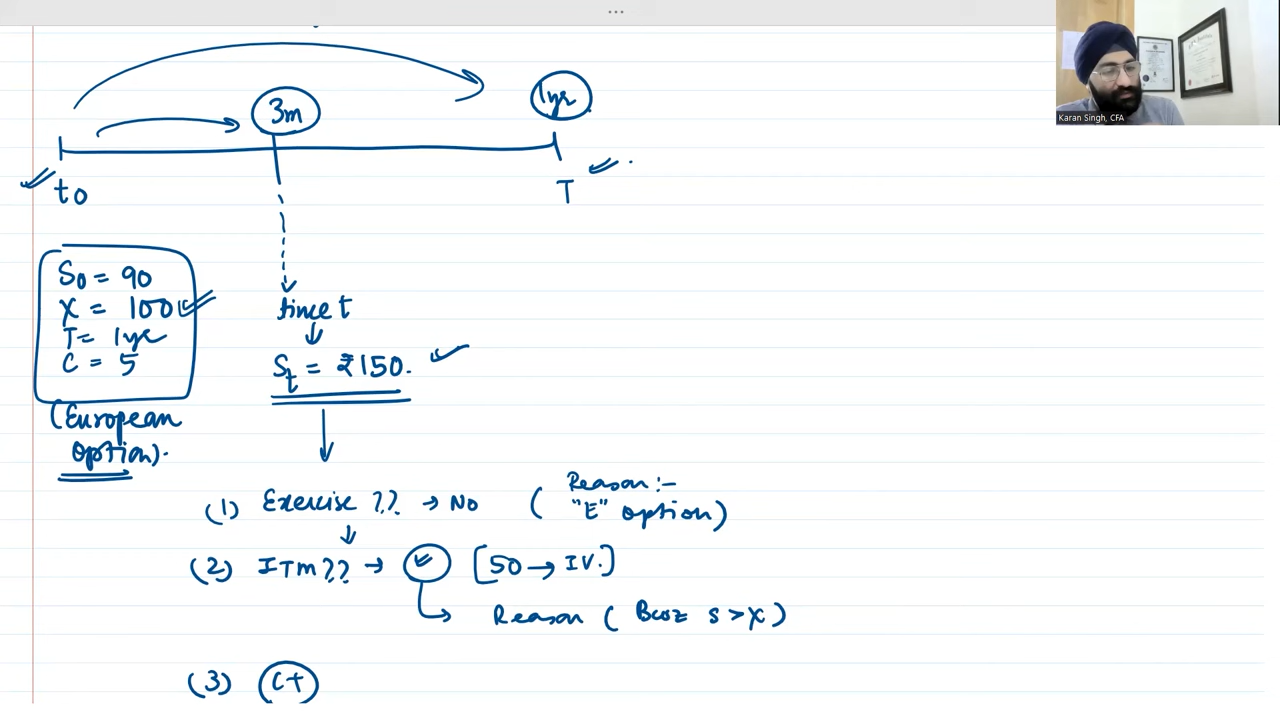 Karan Singh, CFA
3m
1yr
t0
T
S0 = 90
X = 100
T = 1yr
C = 5
(European
option).
time t
St = ₹150.
(1) Exercise ?? → No ( Reason :-
"E" option)
(2) ITM ?? → [50 → IV.]
Reason ( Bcoz S > X )
(3) Ct